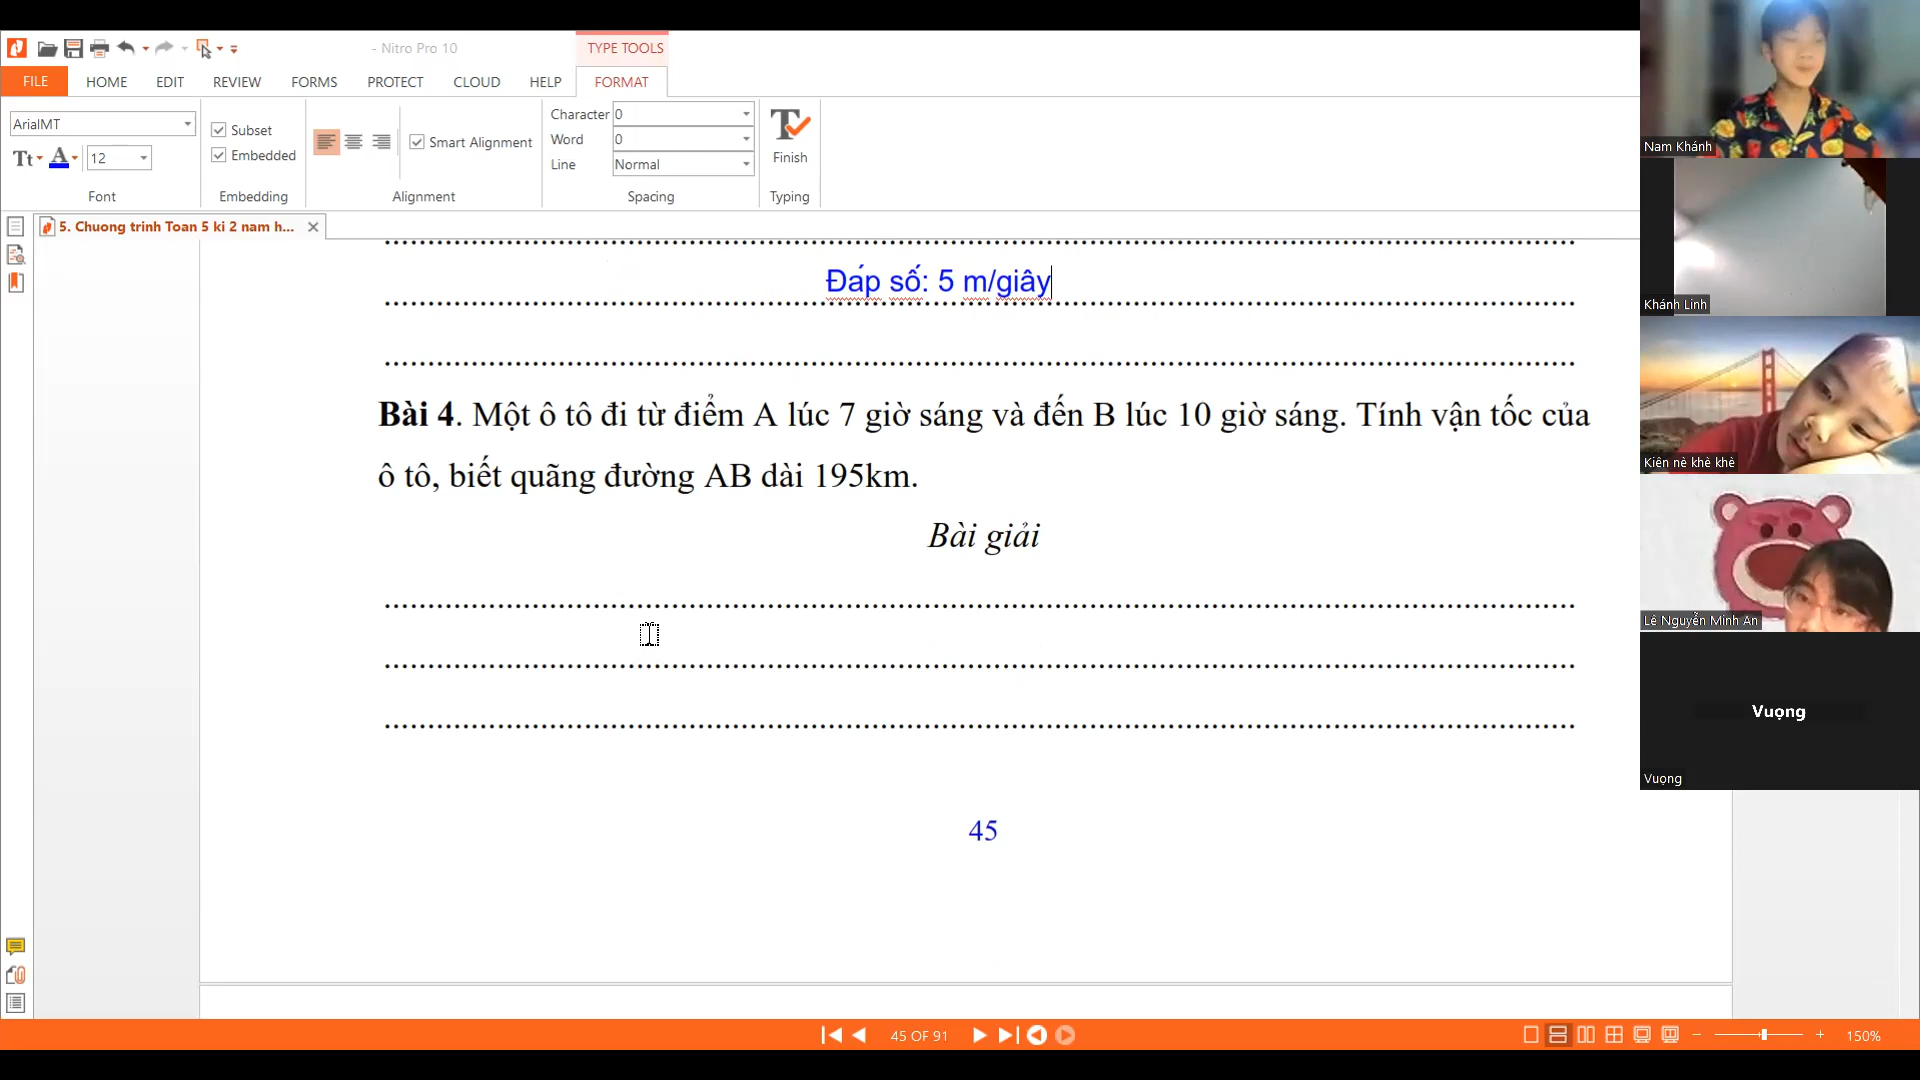 - Nitro Pro 10
TYPE TOOLS
FILE
HOME
EDIT
REVIEW
FORMS
PROTECT
CLOUD
HELP
FORMAT
ArialMT
Tt
A
12
Font
Subset
Embedded
Embedding
Smart Alignment
Alignment
Character 0
Word 0
Line Normal
Spacing
Finish
Typing
5. Chuong trinh Toan 5 ki 2 nam h...
Đáp số: 5 m/giây
Bài 4. Một ô tô đi từ điểm A lúc 7 giờ sáng và đến B lúc 10 giờ sáng. Tính vận tốc của
ô tô, biết quãng đường AB dài 195km.
Bài giải
45
45 OF 91
150%
Nam Khánh
Khánh Linh
Kiên nè khè khè
Lê Nguyễn Minh An
Vuọng
Vuọng